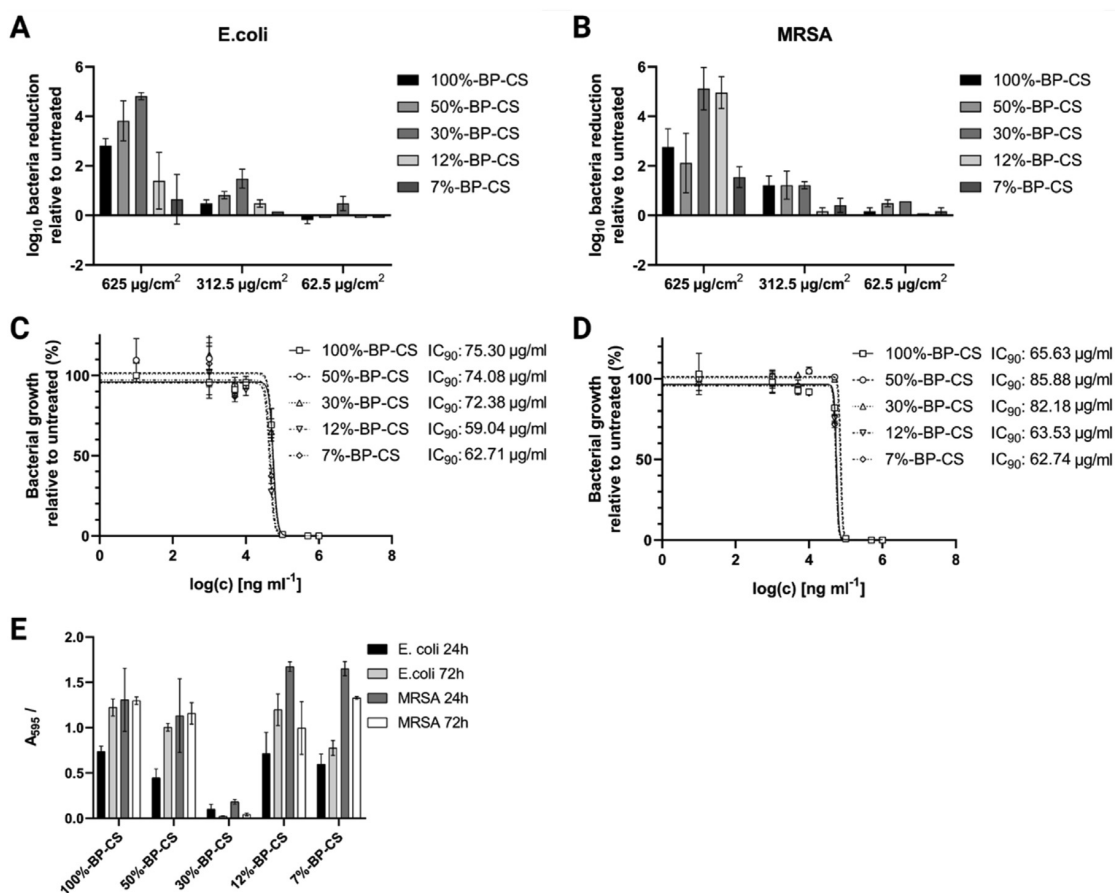 A
E.coli
log10 bacteria reduction
relative to untreated
6
4
2
0
-2
625 µg/cm2
312.5 µg/cm2
62.5 µg/cm2
100%-BP-CS
50%-BP-CS
30%-BP-CS
12%-BP-CS
7%-BP-CS
B
MRSA
log10 bacteria reduction
relative to untreated
6
4
2
0
-2
625 µg/cm2
312.5 µg/cm2
62.5 µg/cm2
100%-BP-CS
50%-BP-CS
30%-BP-CS
12%-BP-CS
7%-BP-CS
C
Bacterial growth
relative to untreated (%)
100
50
0
0
2
4
6
8
log(c) [ng ml-1]
100%-BP-CS IC90: 75.30 µg/ml
50%-BP-CS IC90: 74.08 µg/ml
30%-BP-CS IC90: 72.38 µg/ml
12%-BP-CS IC90: 59.04 µg/ml
7%-BP-CS IC90: 62.71 µg/ml
D
Bacterial growth
relative to untreated (%)
100
50
0
0
2
4
6
8
log(c) [ng ml-1]
100%-BP-CS IC90: 65.63 µg/ml
50%-BP-CS IC90: 85.88 µg/ml
30%-BP-CS IC90: 82.18 µg/ml
12%-BP-CS IC90: 63.53 µg/ml
7%-BP-CS IC90: 62.74 µg/ml
E
A595 /
2.0
1.5
1.0
0.5
0.0
100%-BP-CS
50%-BP-CS
30%-BP-CS
12%-BP-CS
7%-BP-CS
E. coli 24h
E.coli 72h
MRSA 24h
MRSA 72h